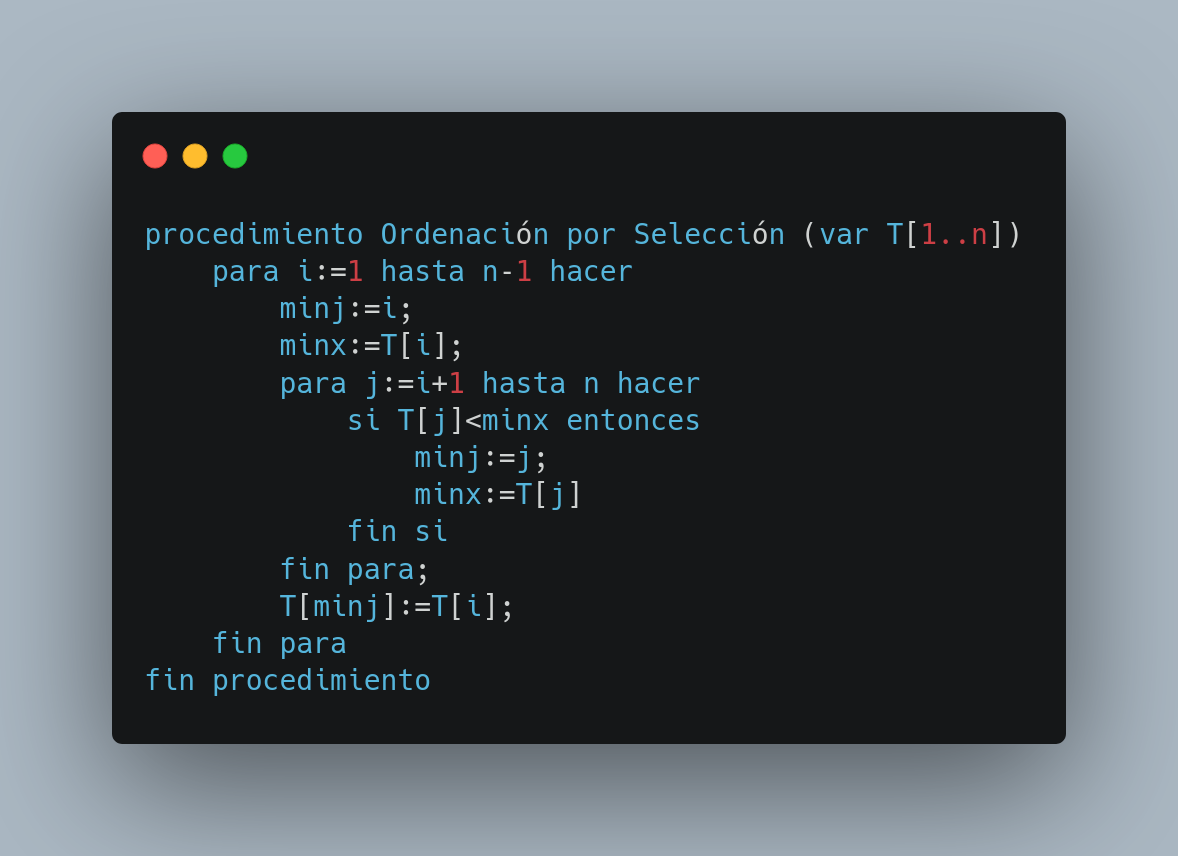 procedimiento Ordenación por Selección (var T[1..n])
    para i:=1 hasta n-1 hacer
        minj:=i;
        minx:=T[i];
        para j:=i+1 hasta n hacer
            si T[j]<minx entonces
                minj:=j;
                minx:=T[j]
            fin si
        fin para;
        T[minj]:=T[i];
    fin para
fin procedimiento